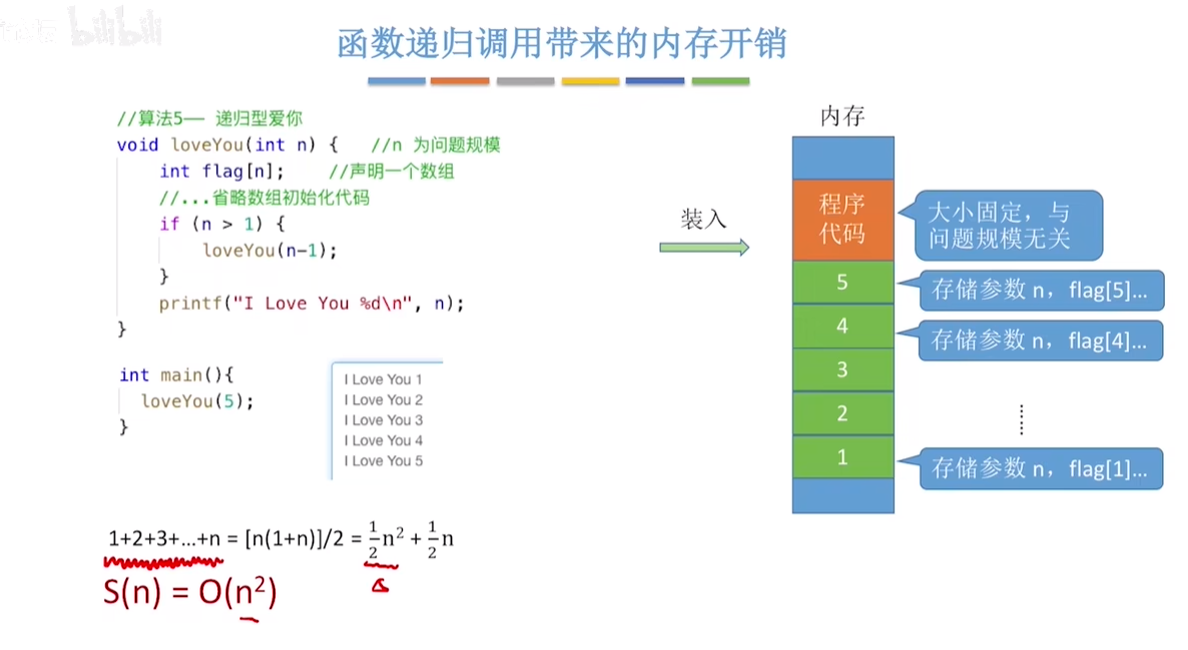 bilibili
函数递归调用带来的内存开销
//算法5—— 递归型爱你
void loveYou(int n) { //n 为问题规模
int flag[n]; //声明一个数组
//...省略数组初始化代码
if (n > 1) {
loveYou(n-1);
}
printf("I Love You %d\n", n);
}
int main(){
loveYou(5);
}
I Love You 1
I Love You 2
I Love You 3
I Love You 4
I Love You 5
1+2+3+...+n = [n(1+n)]/2 = 1/2 n² + 1/2 n
S(n) = O(n²)
装入
内存
程序
代码
5
4
3
2
1
大小固定，与
问题规模无关
存储参数 n，flag[5]...
存储参数 n，flag[4]...
存储参数 n，flag[1]...